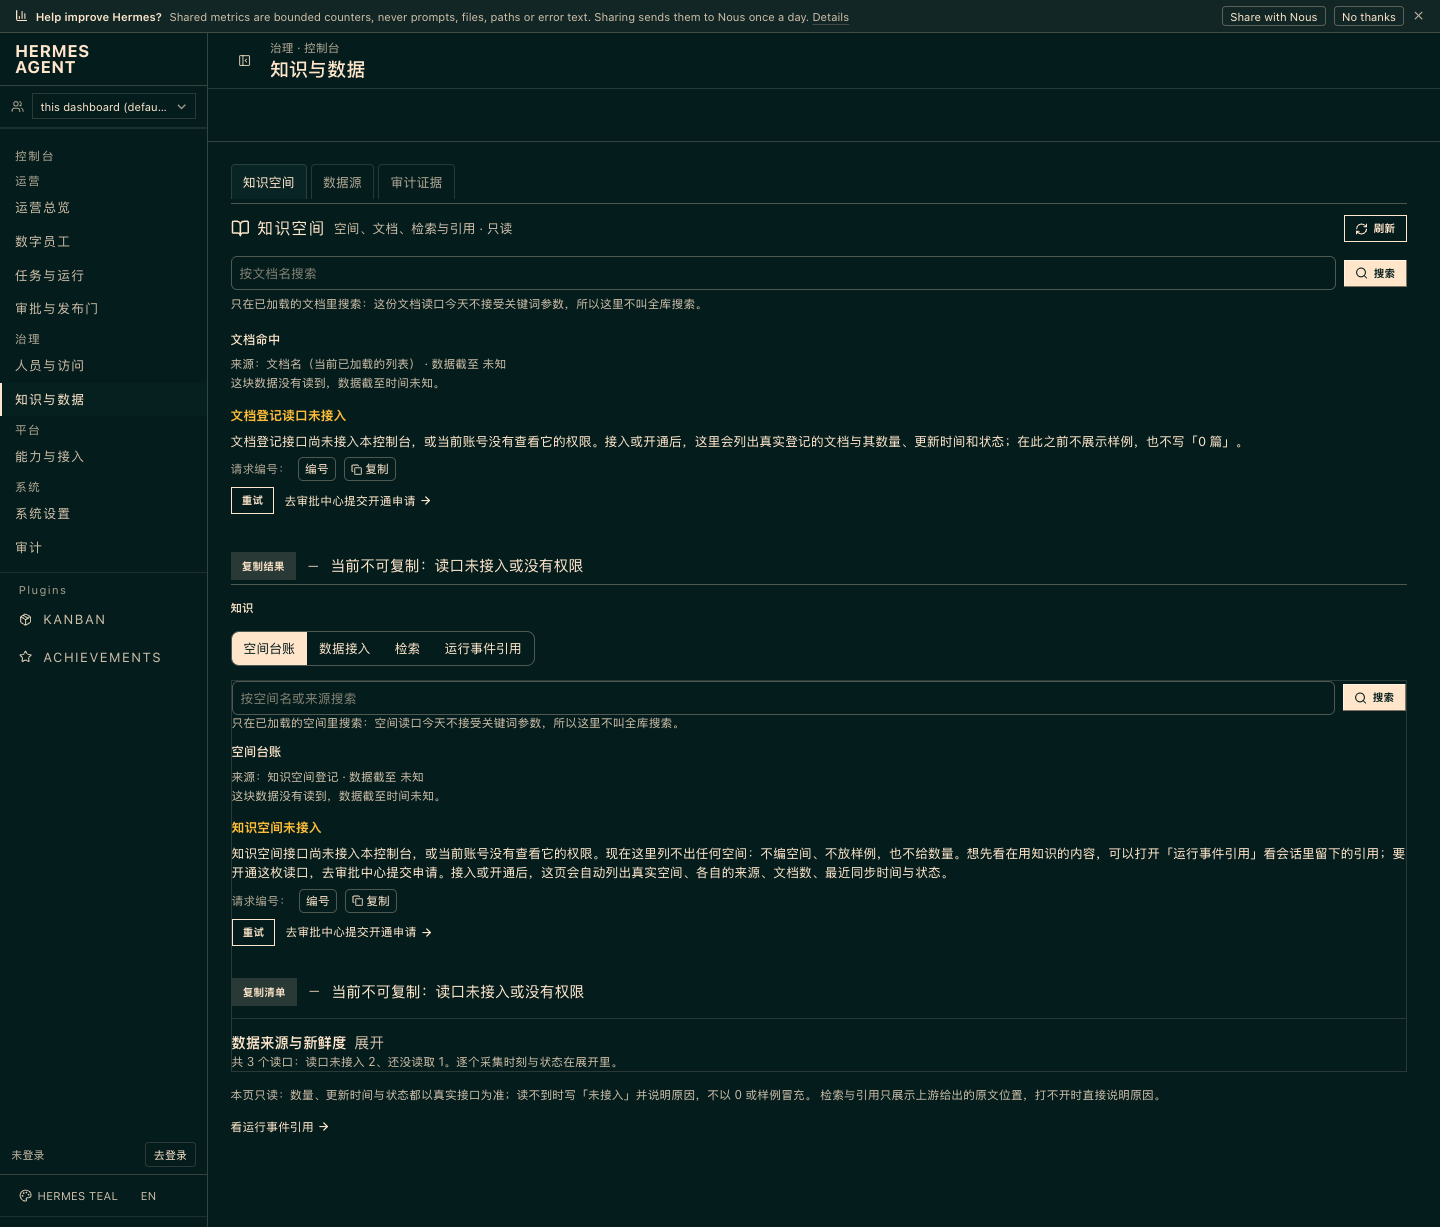 Help improve Hermes? Shared metrics are bounded counters, never prompts, files, paths or error text. Sharing sends them to Nous once a day. Details
Share with Nous
No thanks
HERMES
AGENT
this dashboard (defau...
控制台
运营
运营总览
数字员工
任务与运行
审批与发布门
治理
人员与访问
知识与数据
平台
能力与接入
系统
系统设置
审计
Plugins
KANBAN
ACHIEVEMENTS
未登录
去登录
HERMES TEAL
EN
治理 · 控制台
知识与数据
知识空间
数据源
审计证据
知识空间 空间、文档、检索与引用 · 只读
刷新
按文档名搜索
搜索
只在已加载的文档里搜索：这份文档读口今天不接受关键词参数，所以这里不叫全库搜索。
文档命中
来源：文档名（当前已加载的列表） · 数据截至 未知
这块数据没有读到，数据截至时间未知。
文档登记读口未接入
文档登记接口尚未接入本控制台，或当前账号没有查看它的权限。接入或开通后，这里会列出真实登记的文档与其数量、更新时间和状态；在此之前不展示样例，也不写「0 篇」。
请求编号： 编号 复制
重试 去审批中心提交开通申请 →
复制结果 — 当前不可复制：读口未接入或没有权限
知识
空间台账 数据接入 检索 运行事件引用
按空间名或来源搜索
搜索
只在已加载的空间里搜索：空间读口今天不接受关键词参数，所以这里不叫全库搜索。
空间台账
来源：知识空间登记 · 数据截至 未知
这块数据没有读到，数据截至时间未知。
知识空间未接入
知识空间接口尚未接入本控制台，或当前账号没有查看它的权限。现在这里列不出任何空间：不编空间、不放样例，也不给数量。想先看在用知识的内容，可以打开「运行事件引用」看会话里留下的引用；要
开通这枚读口，去审批中心提交申请。接入或开通后，这页会自动列出真实空间、各自的来源、文档数、最近同步时间与状态。
请求编号： 编号 复制
重试 去审批中心提交开通申请 →
复制清单 — 当前不可复制：读口未接入或没有权限
数据来源与新鲜度 展开
共 3 个读口：读口未接入 2、还没读取 1。逐个采集时刻与状态在展开里。
本页只读：数量、更新时间与状态都以真实接口为准；读不到时写「未接入」并说明原因，不以 0 或样例冒充。 检索与引用只展示上游给出的原文位置，打不开时直接说明原因。
看运行事件引用 →